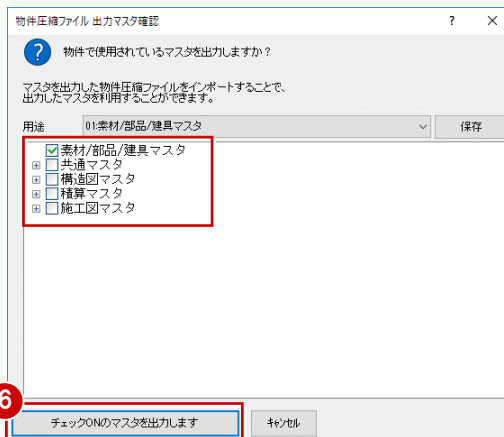 物件圧縮ファイル 出力マスタ確認
? ×
? 物件で使用されているマスタを出力しますか?
マスタを出力した物件圧縮ファイルをインポートすることで、
出力したマスタを利用することができます。
用途 01:素材/部品/建具マスタ 保存
素材/部品/建具マスタ
共通マスタ
構造図マスタ
積算マスタ
施工図マスタ
6
チェックONのマスタを出力します キャンセル